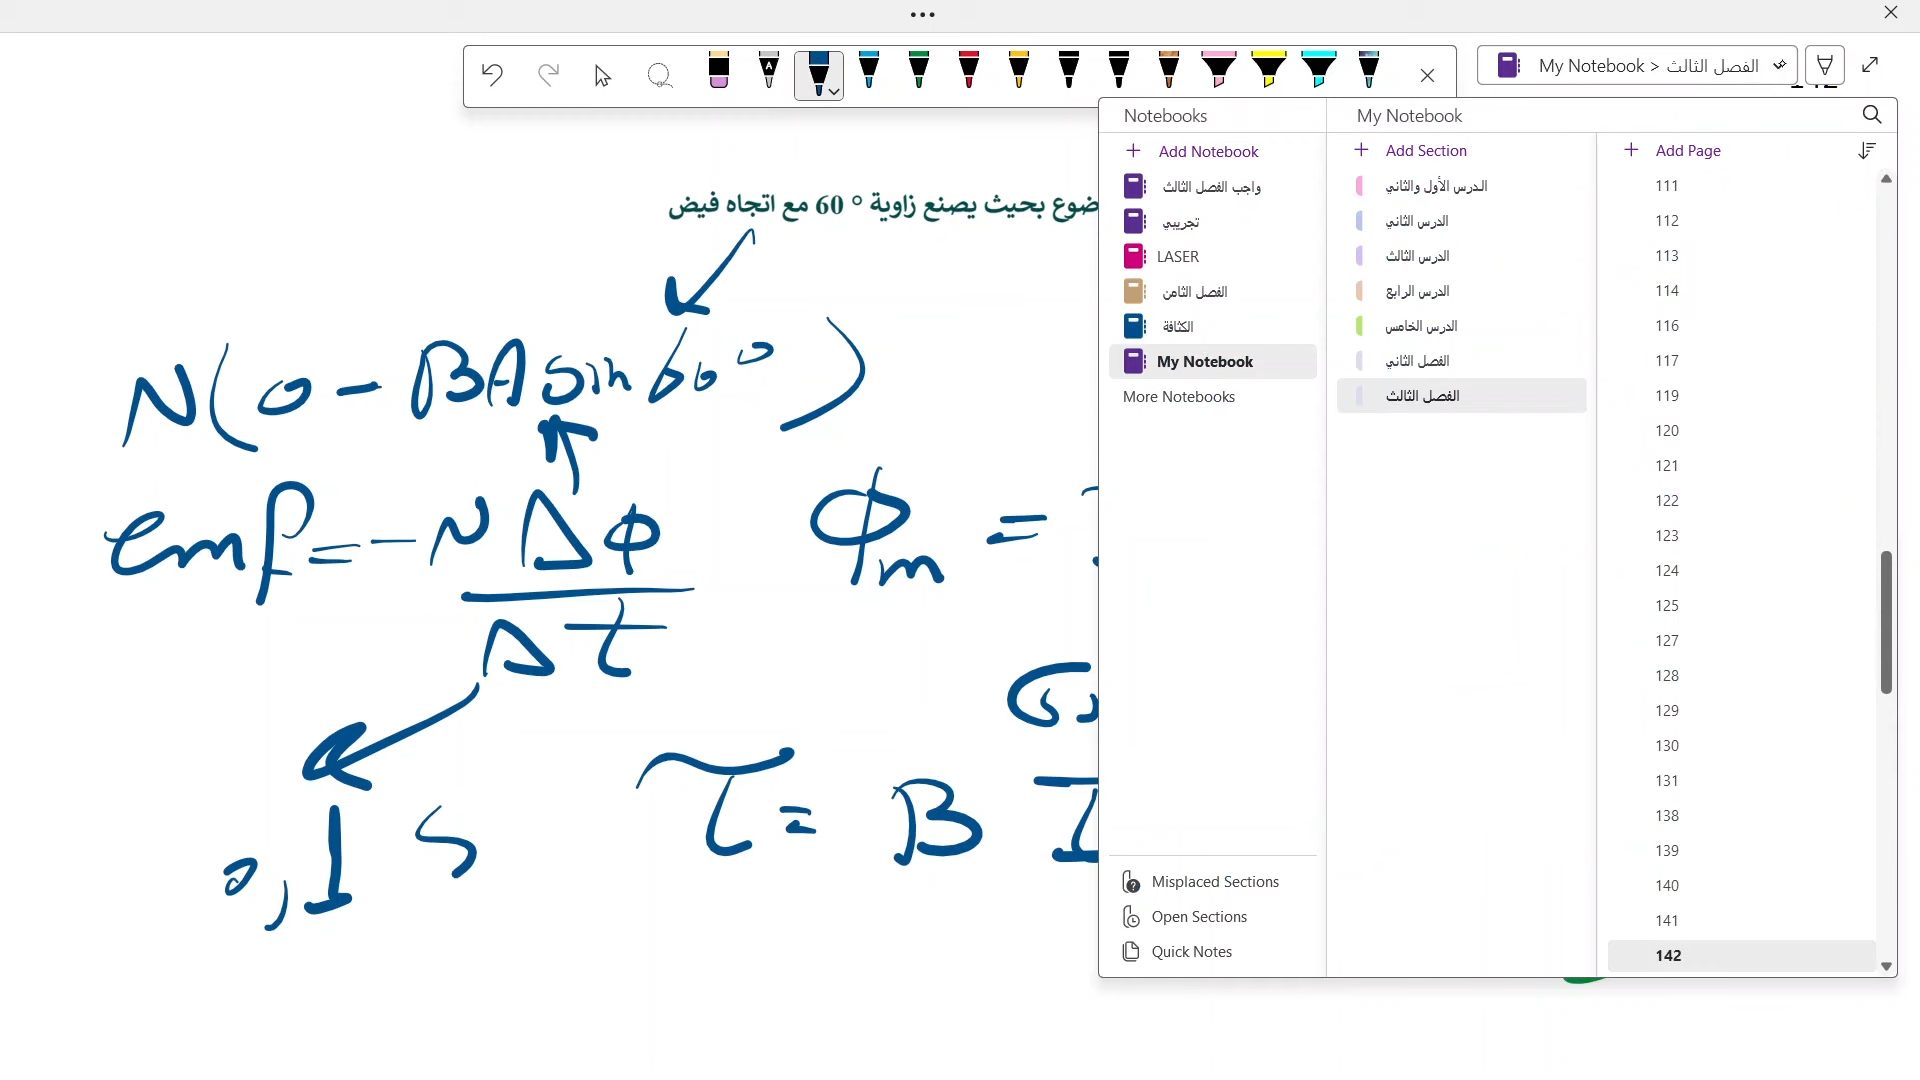 My Notebook > الفصل الثالث
Notebooks
My Notebook
+ Add Notebook
واجب الفصل الثالث
تجريبي
LASER
الفصل الثامن
الكثافة
My Notebook
More Notebooks
Misplaced Sections
Open Sections
Quick Notes
+ Add Section
الدرس الأول والثاني
الدرس الثاني
الدرس الثالث
الدرس الرابع
الدرس الخامس
الفصل الثاني
الفصل الثالث
+ Add Page
111
112
113
114
116
117
119
120
121
122
123
124
125
127
128
129
130
131
138
139
140
141
142
بحيث يصنع زاوية 60 ° مع اتجاه فيض
N(0 - BA sin 60°)
emf = - N Δϕ
Δt
ϕm =
0,1 s
τ = B